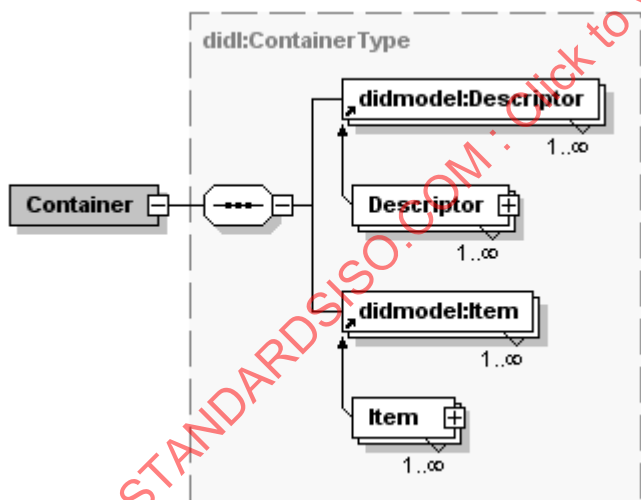 didl:ContainerType
didmodel:Descriptor
1..∞
Container
Descriptor
1..∞
didmodel:Item
1..∞
Item
1..∞
STANDARDSISO.COM : Click to